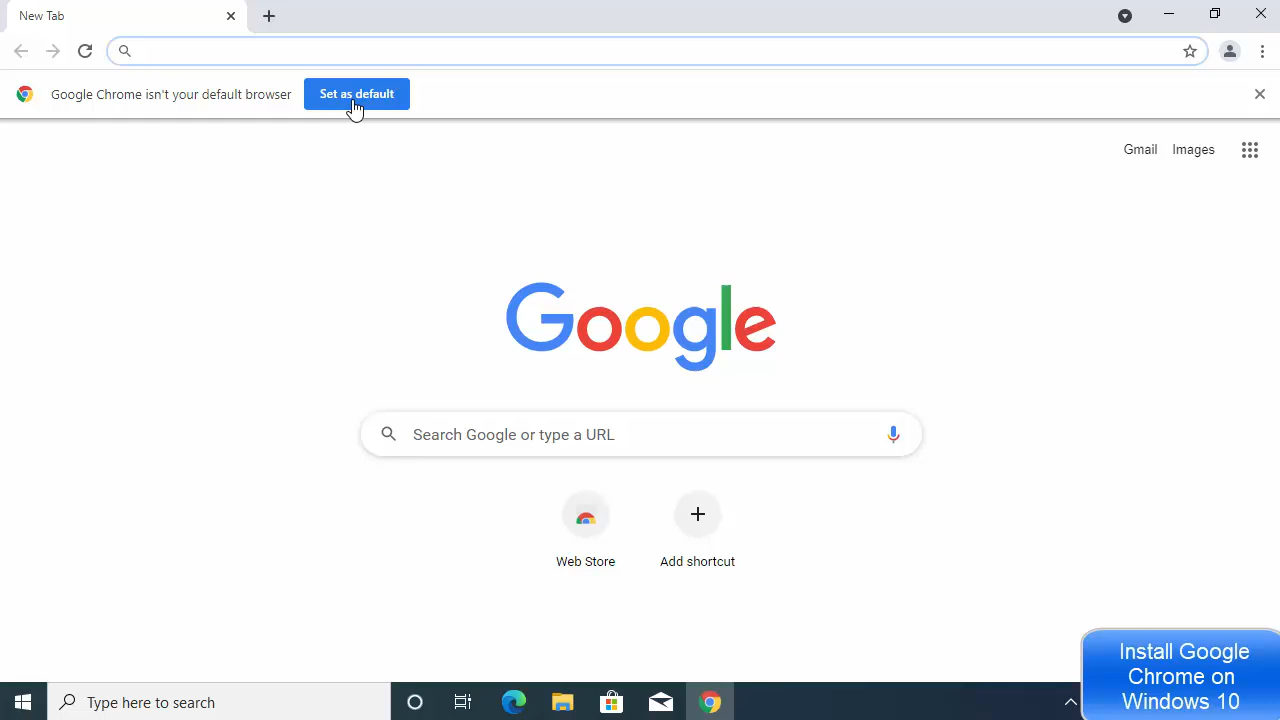 New Tab
Google Chrome isn't your default browser
Set as default
Gmail Images
Google
Search Google or type a URL
Web Store
Add shortcut
Type here to search
Install Google
Chrome on
Windows 10